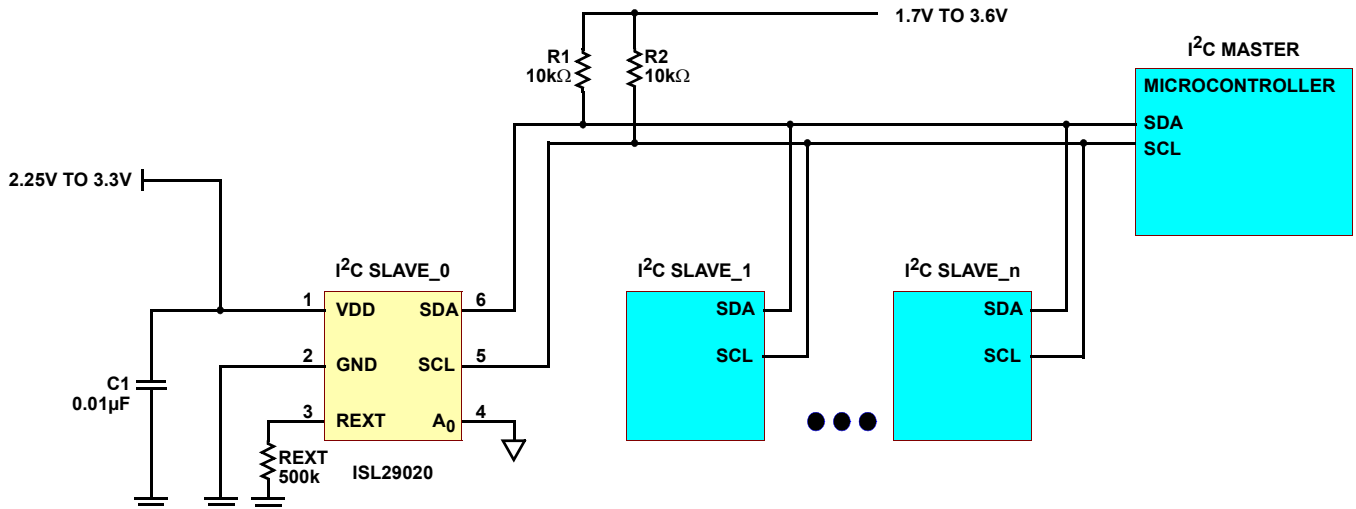 1.7V TO 3.6V
R1
10kΩ
R2
10kΩ
I²C MASTER
MICROCONTROLLER
SDA
SCL
2.25V TO 3.3V
I²C SLAVE_0
1
VDD
SDA
6
2
GND
SCL
5
3
REXT
A₀
4
C1
0.01µF
REXT
500k
ISL29020
I²C SLAVE_1
SDA
SCL
I²C SLAVE_n
SDA
SCL